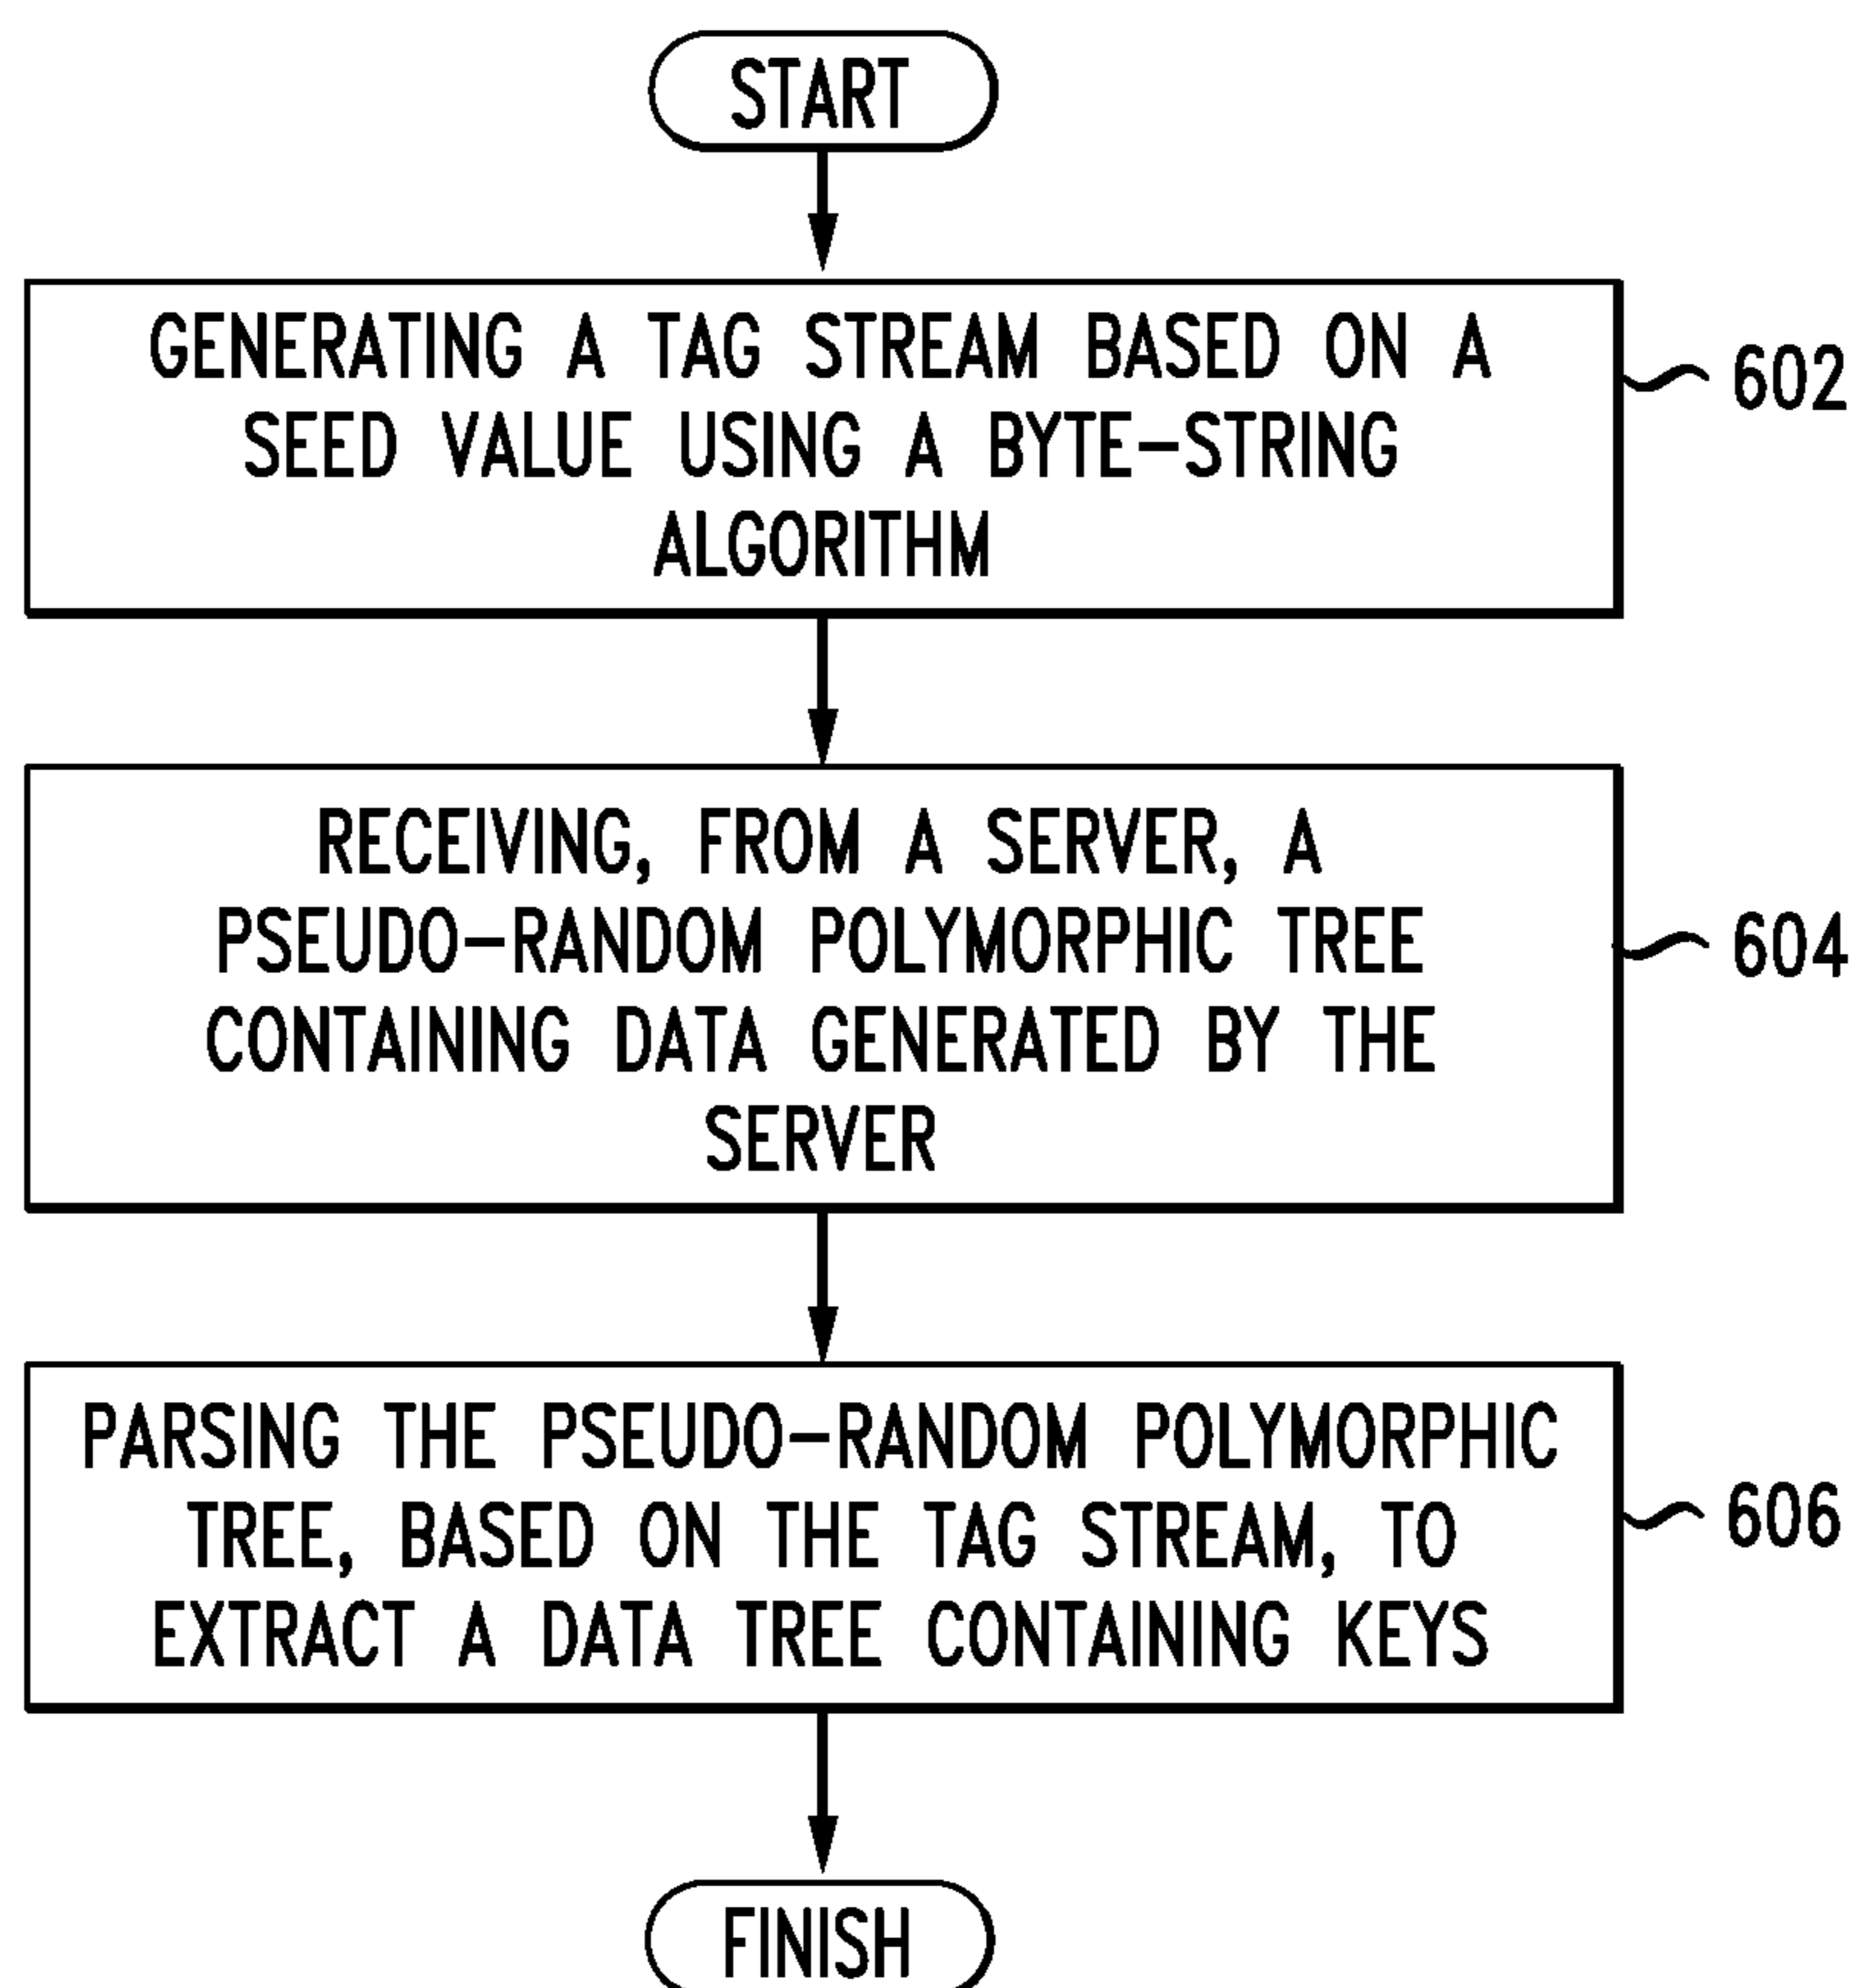 START
GENERATING A TAG STREAM BASED ON A
SEED VALUE USING A BYTE-STRING
ALGORITHM
602
RECEIVING, FROM A SERVER, A
PSEUDO-RANDOM POLYMORPHIC TREE
CONTAINING DATA GENERATED BY THE
SERVER
604
PARSING THE PSEUDO-RANDOM POLYMORPHIC
TREE, BASED ON THE TAG STREAM, TO
EXTRACT A DATA TREE CONTAINING KEYS
606
FINISH